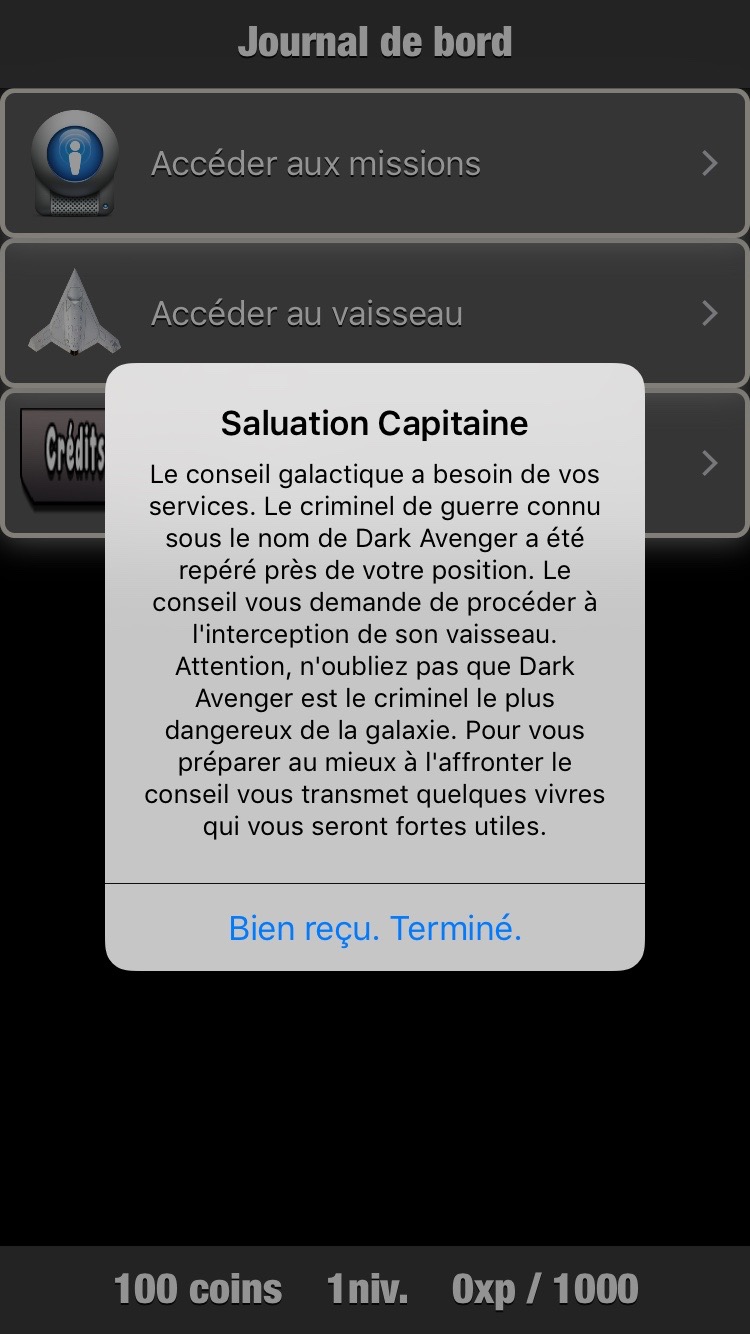 Journal de bord
Accéder aux missions
Accéder au vaisseau
Crédits
Saluation Capitaine
Le conseil galactique a besoin de vos
services. Le criminel de guerre connu
sous le nom de Dark Avenger a été
repéré près de votre position. Le
conseil vous demande de procéder à
l'interception de son vaisseau.
Attention, n'oubliez pas que Dark
Avenger est le criminel le plus
dangereux de la galaxie. Pour vous
préparer au mieux à l'affronter le
conseil vous transmet quelques vivres
qui vous seront fortes utiles.
Bien reçu. Terminé.
100 coins 1niv. 0xp / 1000